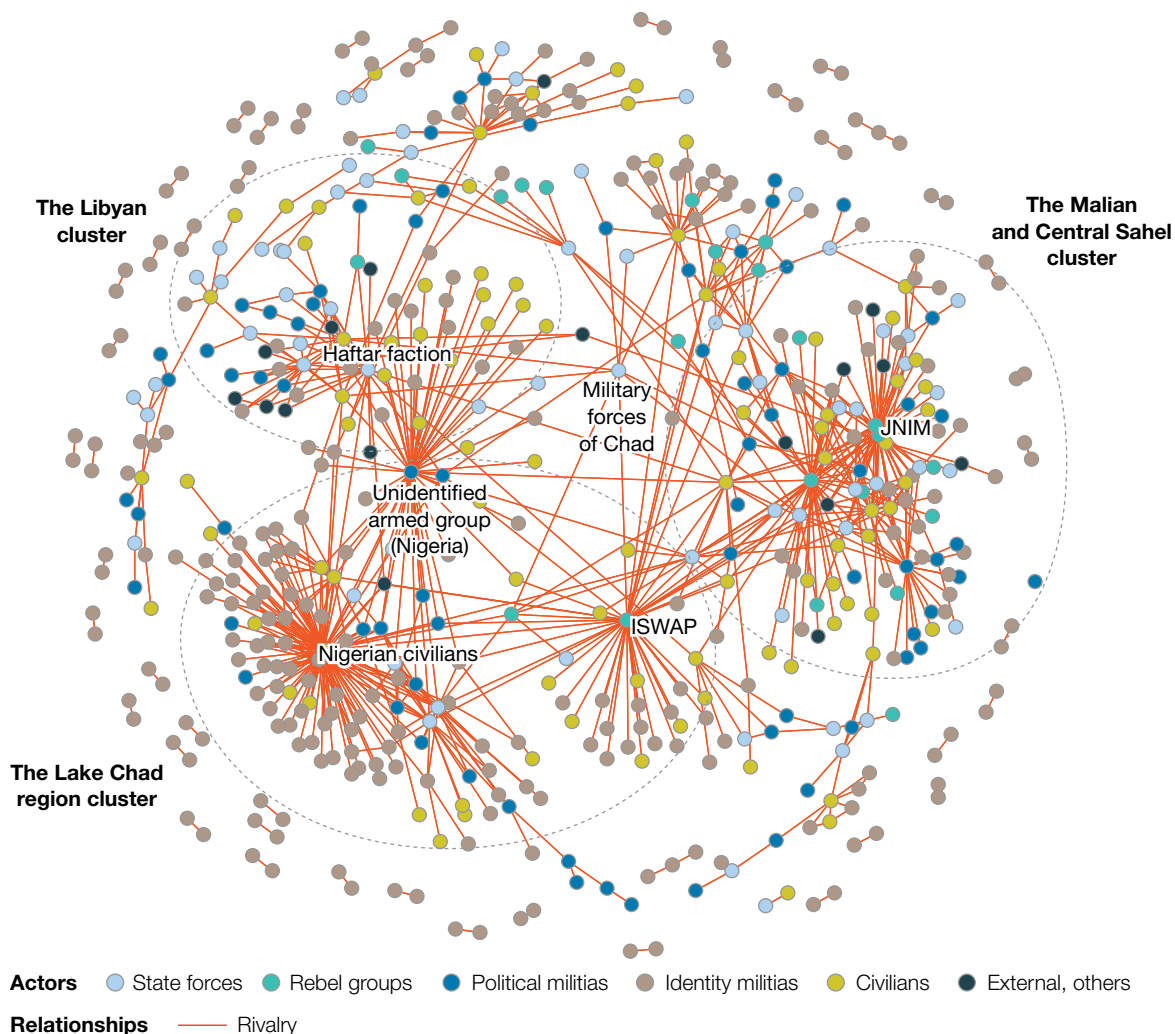 The Libyan
cluster
The Malian
and Central Sahel
cluster
Haftar faction
Military
forces
of Chad
JNIM
Unidentified
armed group
(Nigeria)
ISWAP
Nigerian civilians
The Lake Chad
region cluster
Actors State forces Rebel groups Political militias Identity militias Civilians External, others
Relationships Rivalry